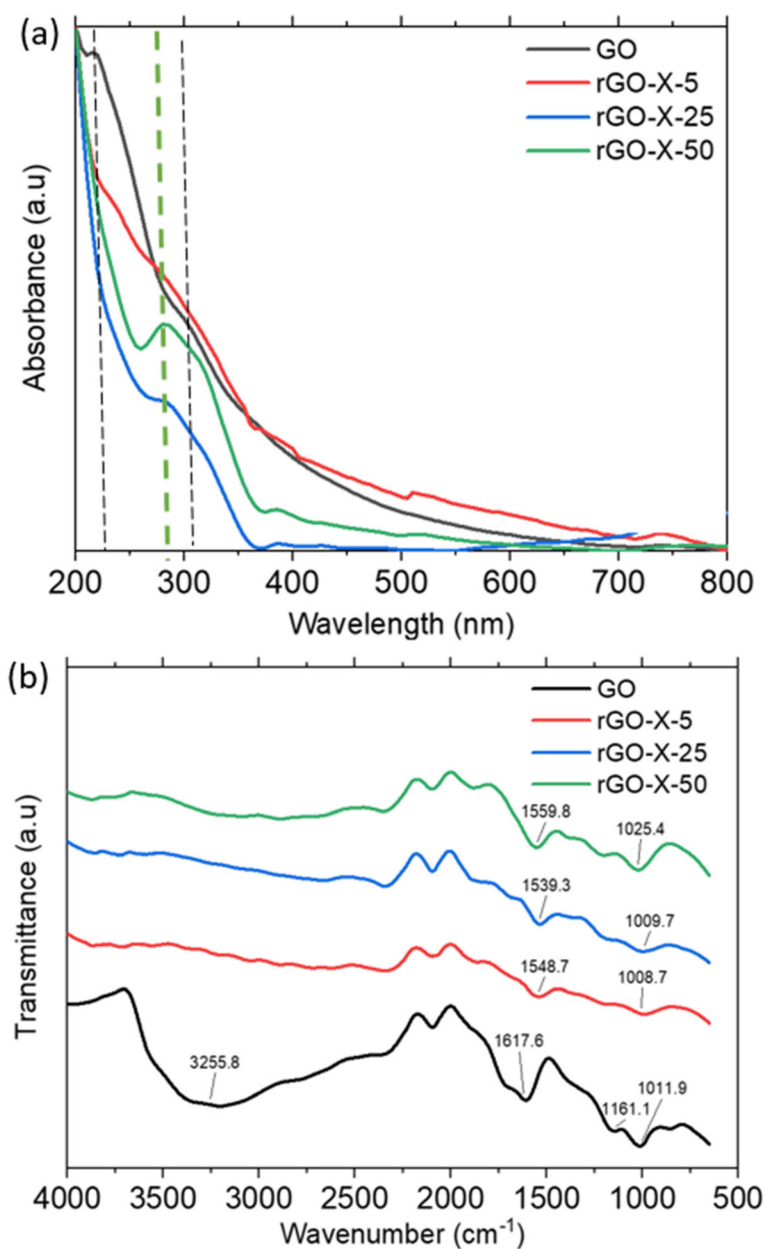 (a)
GO
rGO-X-5
rGO-X-25
rGO-X-50
Absorbance (a.u)
200 300 400 500 600 700 800
Wavelength (nm)
(b)
GO
rGO-X-5
rGO-X-25
rGO-X-50
Transmittance (a.u)
1559.8
1025.4
1539.3
1009.7
1548.7
1008.7
3255.8
1617.6
1161.1
1011.9
4000 3500 3000 2500 2000 1500 1000 500
Wavenumber (cm⁻¹)